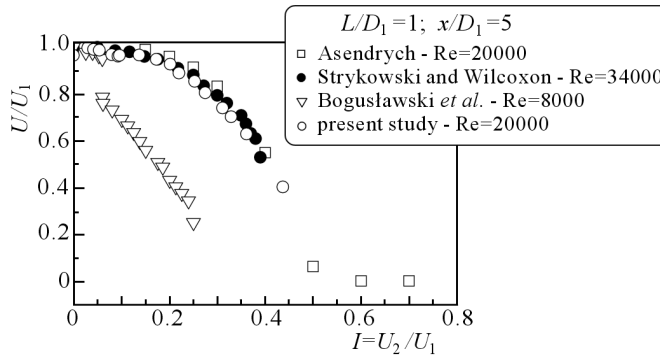 L/D1=1; x/D1=5
Asendrych - Re=20000
Strykowski and Wilcoxon - Re=34000
Bogusławski et al. - Re=8000
present study - Re=20000
U/U1
1.0
0.8
0.6
0.4
0.2
0
0
0.2
0.4
0.6
0.8
I=U2/U1